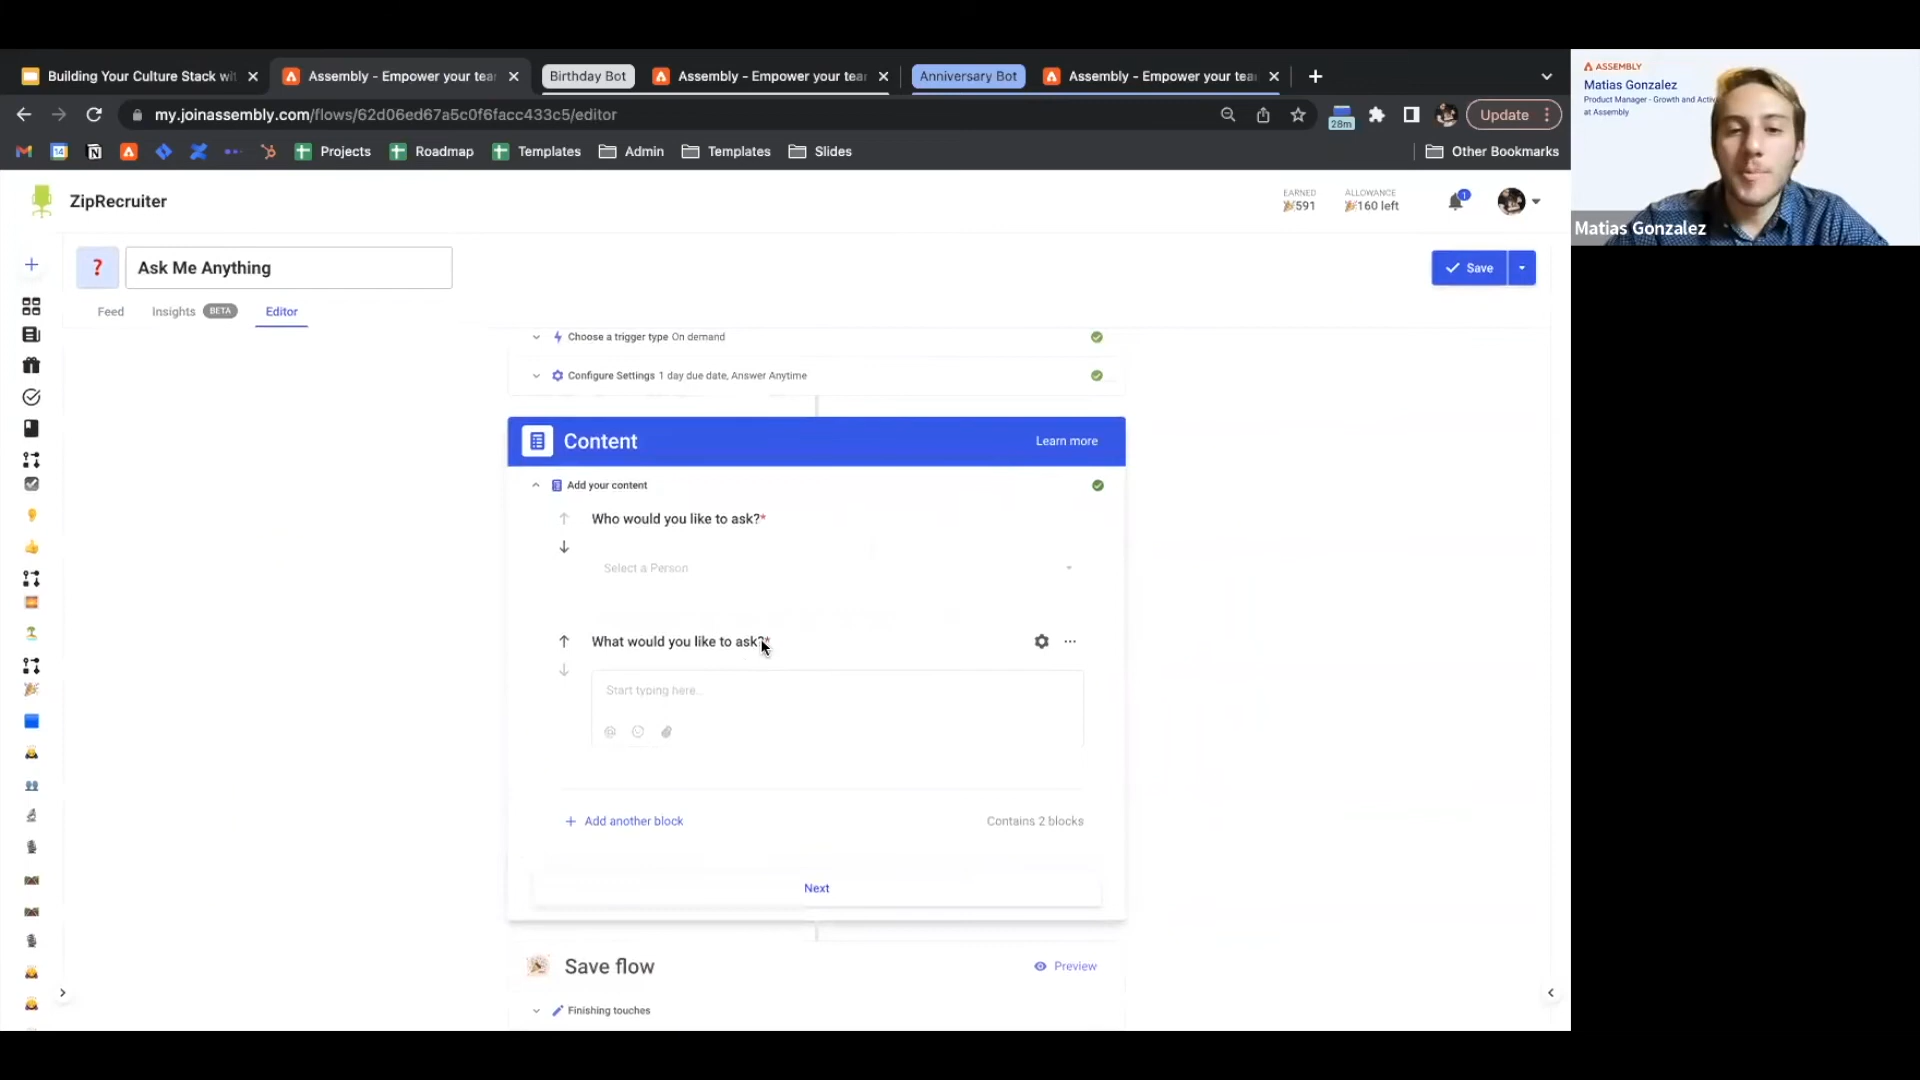 Building Your Culture Stack wit
Assembly - Empower your tea
Birthday Bot
Assembly - Empower your tea
Anniversary Bot
Assembly - Empower your tea
my.joinassembly.com/flows/62d06ed67a5c0f6facc433c5/editor
28m
Update
14
Projects
Roadmap
Templates
Admin
Templates
Slides
Other Bookmarks
ASSEMBLY
Matias Gonzalez
Product Manager - Growth and Activ
at Assembly
Matias Gonzalez
ZipRecruiter
EARNED
591
ALLOWANCE
160 left
1
? Ask Me Anything
Save
Feed
Insights BETA
Editor
Choose a trigger type On demand
Configure Settings 1 day due date, Answer Anytime
Content
Learn more
Add your content
Who would you like to ask?*
Select a Person
What would you like to ask?*
Start typing here...
+ Add another block
Contains 2 blocks
Next
Save flow
Preview
Finishing touches